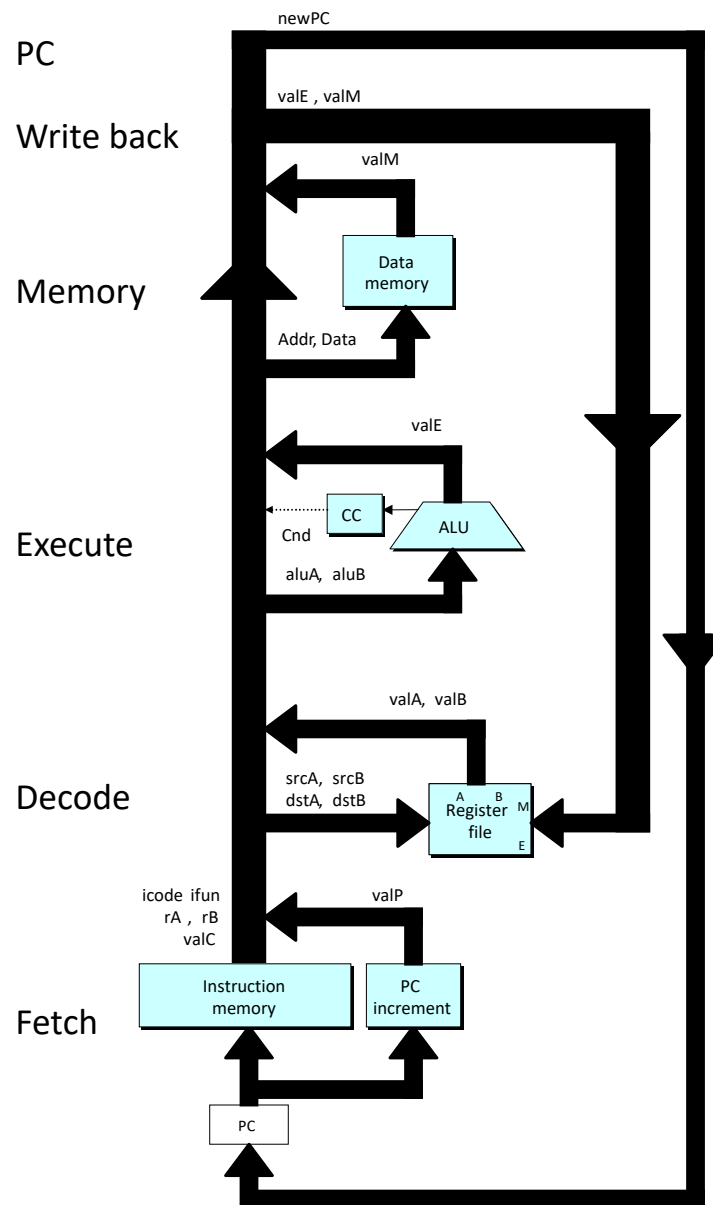 newPC
PC
valE , valM
Write back
valM
Data
memory
Memory
Addr, Data
valE
CC
ALU
Cnd
Execute
aluA, aluB
valA, valB
srcA, srcB
dstA, dstB
Decode
A B
M
Register
file
E
icode ifun
rA , rB
valC
valP
Instruction
memory
PC
increment
Fetch
PC